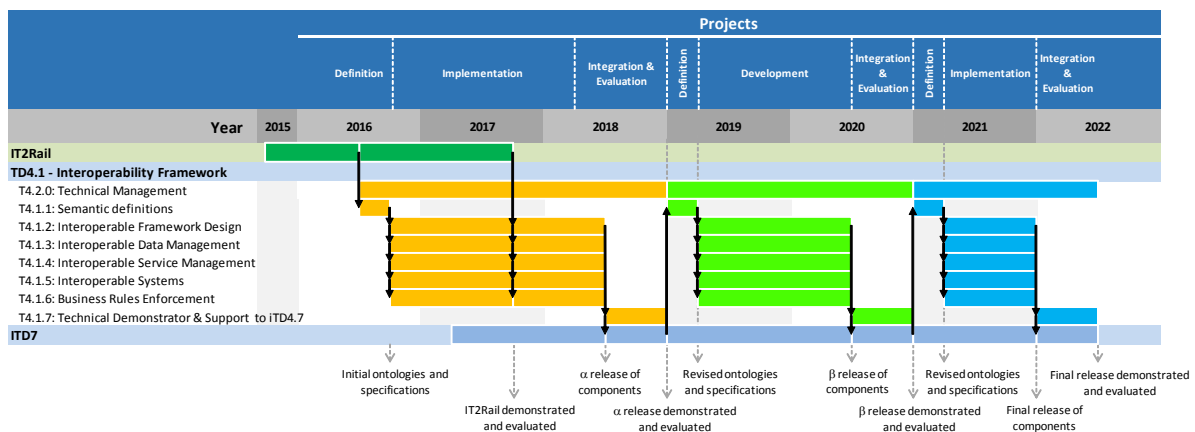 Projects
Definition
Implementation
Integration &
Evaluation
Definition
Development
Integration
&
Evaluation
Definition
Implementation
Integration
&
Evaluation
Year
2015
2016
2017
2018
2019
2020
2021
2022
IT2Rail
TD4.1 - Interoperability Framework
T4.2.0: Technical Management
T4.1.1: Semantic definitions
T4.1.2: Interoperable Framework Design
T4.1.3: Interoperable Data Management
T4.1.4: Interoperable Service Management
T4.1.5: Interoperable Systems
T4.1.6: Business Rules Enforcement
T4.1.7: Technical Demonstrator & Support to iTD4.7
ITD7
Initial ontologies and
specifications
IT2Rail demonstrated
and evaluated
α release of
components
α release demonstrated
and evaluated
Revised ontologies
and specifications
β release of
components
β release demonstrated
and evaluated
Revised ontologies
and specifications
Final release of
components
Final release demonstrated
and evaluated